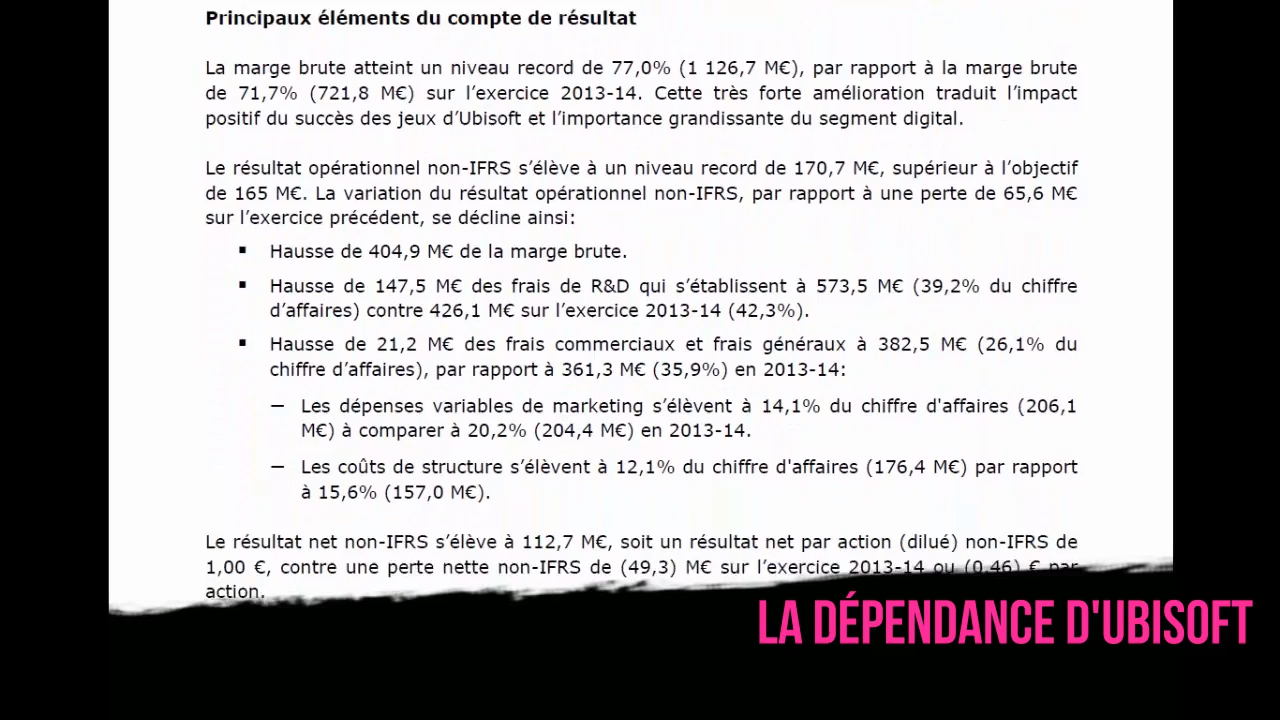 Principaux éléments du compte de résultat
La marge brute atteint un niveau record de 77,0% (1 126,7 M€), par rapport à la marge brute
de 71,7% (721,8 M€) sur l’exercice 2013-14. Cette très forte amélioration traduit l’impact
positif du succès des jeux d’Ubisoft et l’importance grandissante du segment digital.
Le résultat opérationnel non-IFRS s’élève à un niveau record de 170,7 M€, supérieur à l’objectif
de 165 M€. La variation du résultat opérationnel non-IFRS, par rapport à une perte de 65,6 M€
sur l’exercice précédent, se décline ainsi:
▪ Hausse de 404,9 M€ de la marge brute.
▪ Hausse de 147,5 M€ des frais de R&D qui s’établissent à 573,5 M€ (39,2% du chiffre
d’affaires) contre 426,1 M€ sur l’exercice 2013-14 (42,3%).
▪ Hausse de 21,2 M€ des frais commerciaux et frais généraux à 382,5 M€ (26,1% du
chiffre d’affaires), par rapport à 361,3 M€ (35,9%) en 2013-14:
− Les dépenses variables de marketing s’élèvent à 14,1% du chiffre d'affaires (206,1
M€) à comparer à 20,2% (204,4 M€) en 2013-14.
− Les coûts de structure s’élèvent à 12,1% du chiffre d'affaires (176,4 M€) par rapport
à 15,6% (157,0 M€).
Le résultat net non-IFRS s’élève à 112,7 M€, soit un résultat net par action (dilué) non-IFRS de
1,00 €, contre une perte nette non-IFRS de (49,3) M€ sur l’exercice 2013-14 ou (0,46) € par
action.
LA DÉPENDANCE D'UBISOFT